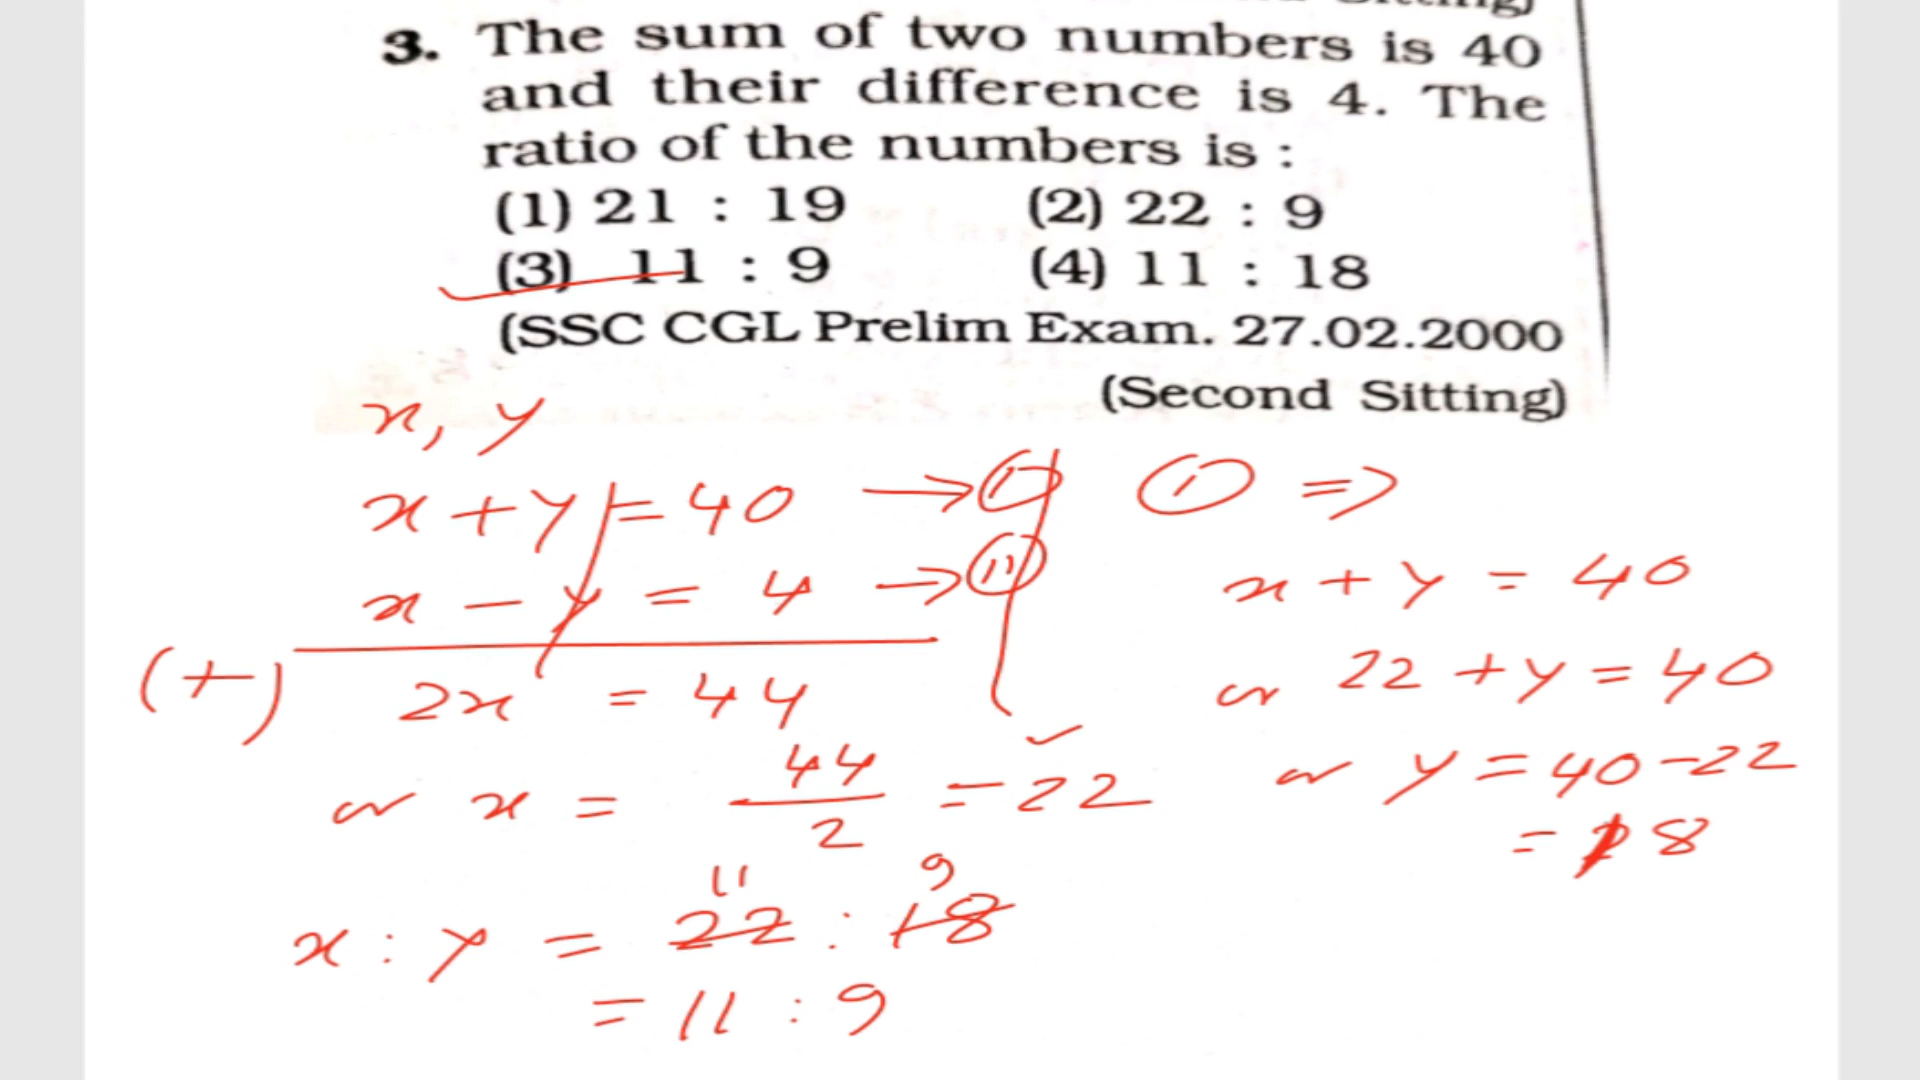 3. The sum of two numbers is 40
and their difference is 4. The
ratio of the numbers is :
(1) 21 : 19 (2) 22 : 9
(3) 11 : 9 (4) 11 : 18
(SSC CGL Prelim Exam. 27.02.2000
(Second Sitting)
x, y
x + y = 40 → (i)
x - y = 4 → (ii)
(+)
2x = 44
or x = 44/2 = 22
x : y = 22 : 18
11 9
= 11 : 9
(i) ⇒
x + y = 40
or 22 + y = 40
or y = 40 - 22
= 18